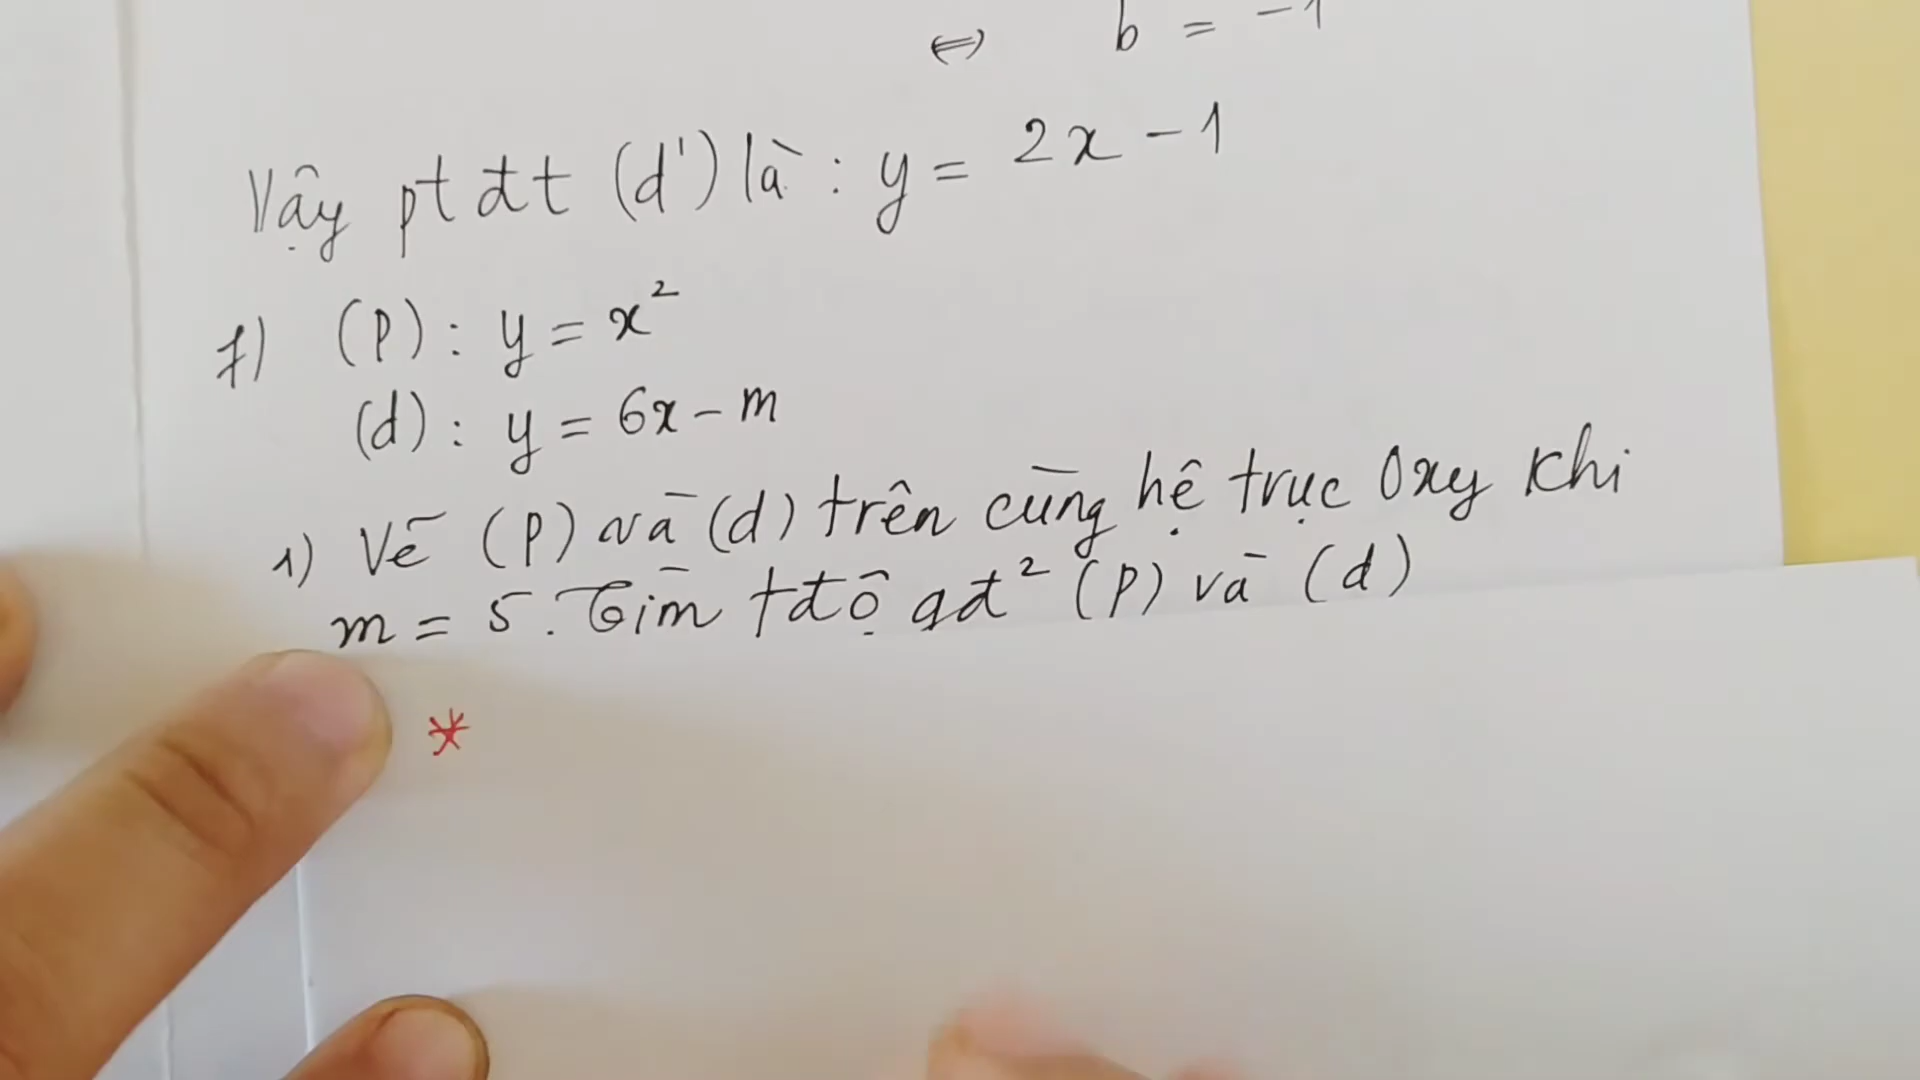 ⇔ b = -1
Vậy pt đt (d') là : y = 2x - 1
7) (P) : y = x²
(d) : y = 6x - m
1) Vẽ (P) và (d) trên cùng hệ trục Oxy khi
m = 5. Tìm tđộ gđ² (P) và (d)
*